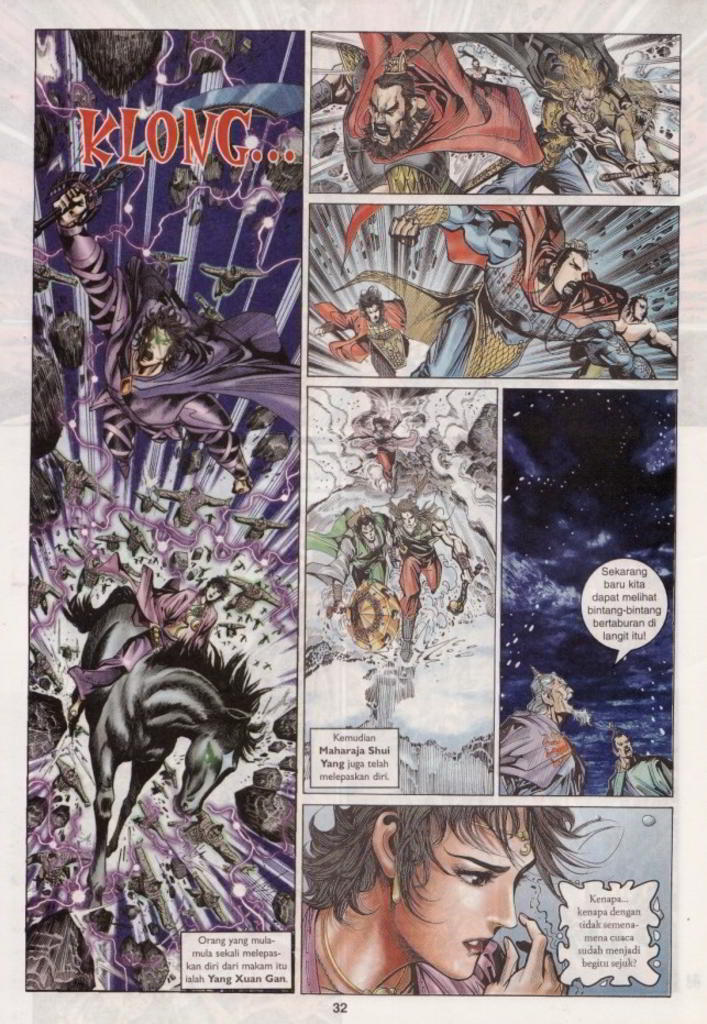 KLONG...
Orang yang mula-
mula sekali melepas-
kan diri dari makam itu
ialah Yang Xuan Gan.
Kemudian
Maharaja Shui
Yang juga telah
melepaskan diri.
Sekarang
baru kita
dapat melihat
bintang-bintang
bertaburan di
langit itu!
Kenapa...
kenapa dengan
tidak semena-
mena cuaca
sudah menjadi
begitu sejuk?
32